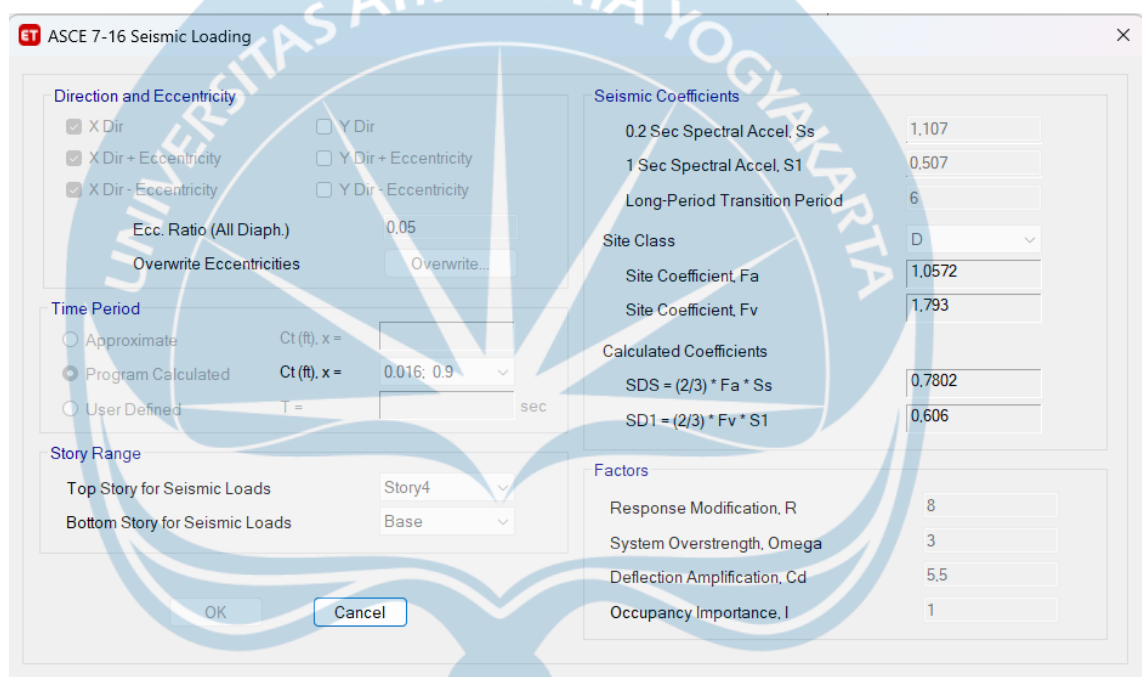 UNIVERSITAS ATMA JAYA YOGYAKARTA
ET ASCE 7-16 Seismic Loading
Direction and Eccentricity
X Dir
Y Dir
X Dir + Eccentricity
Y Dir + Eccentricity
X Dir - Eccentricity
Y Dir - Eccentricity
Ecc. Ratio (All Diaph.) 0,05
Overwrite Eccentricities Overwrite...
Time Period
Approximate Ct (ft), x =
Program Calculated Ct (ft), x = 0.016; 0.9
User Defined T = sec
Story Range
Top Story for Seismic Loads Story4
Bottom Story for Seismic Loads Base
OK
Cancel
Seismic Coefficients
0.2 Sec Spectral Accel, Ss 1,107
1 Sec Spectral Accel, S1 0,507
Long-Period Transition Period 6
Site Class D
Site Coefficient, Fa 1,0572
Site Coefficient, Fv 1,793
Calculated Coefficients
SDS = (2/3) * Fa * Ss 0,7802
SD1 = (2/3) * Fv * S1 0,606
Factors
Response Modification, R 8
System Overstrength, Omega 3
Deflection Amplification, Cd 5,5
Occupancy Importance, I 1